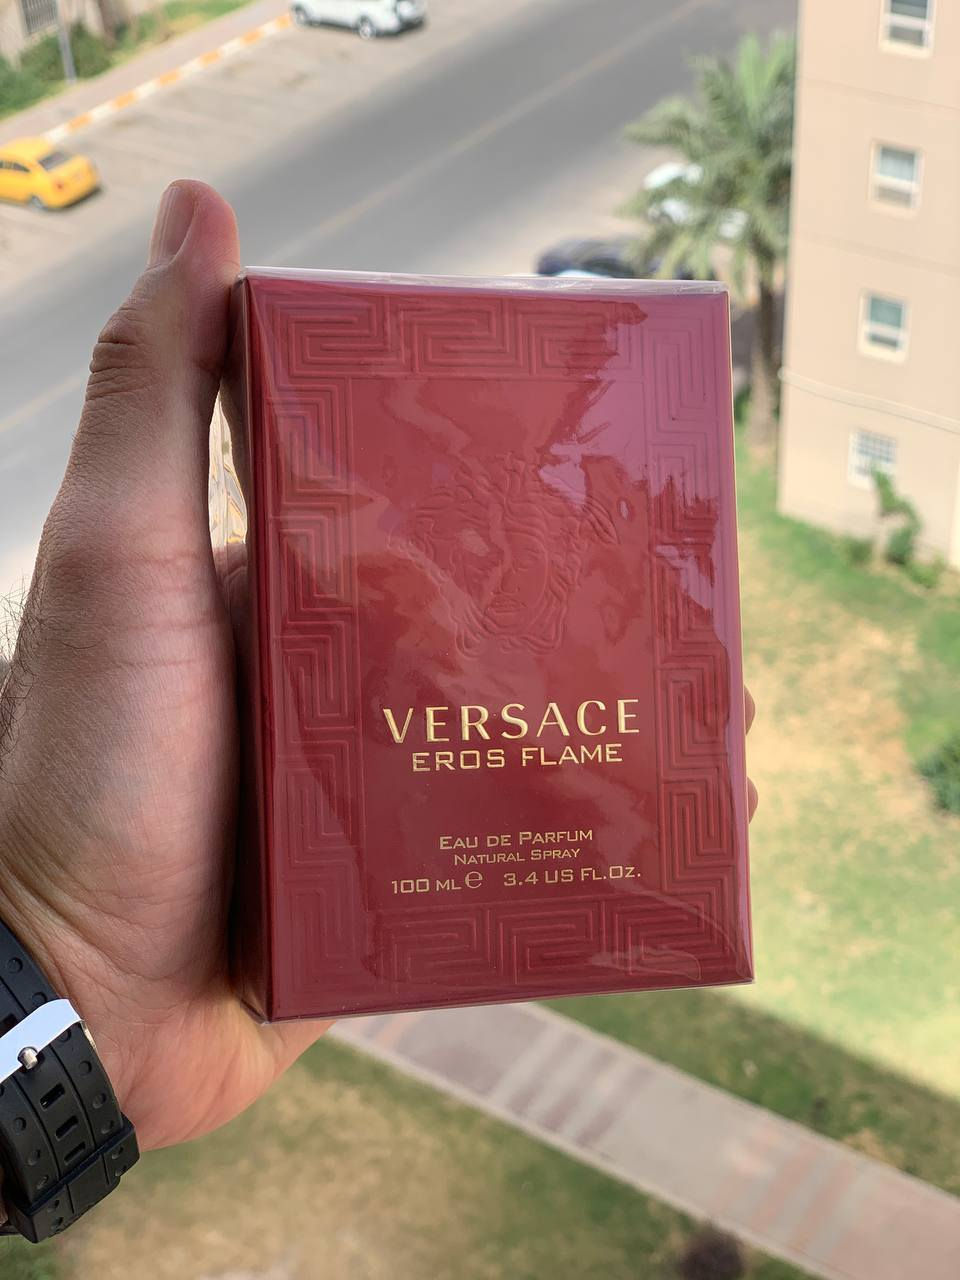 VERSACE
EROS FLAME
EAU DE PARFUM
NATURAL SPRAY
100 ML ℮ 3.4 US FL.OZ.